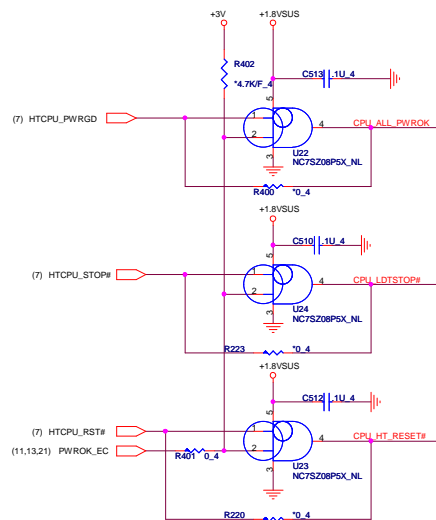 +3V +1.8VSUS
R402
*4.7K/F_4
C513 .1U_4
5
(7) HTCPU_PWRGD 1 4 CPU_ALL_PWROK
2
3 U22
NC7SZ08P5X_NL
R400 *0_4
+1.8VSUS
C510 .1U_4
5
(7) HTCPU_STOP# 1 4 CPU_LDTSTOP#
2
3 U24
NC7SZ08P5X_NL
R223 *0_4
+1.8VSUS
C512 .1U_4
5
(7) HTCPU_RST# 1 4 CPU_HT_RESET#
(11,13,21) PWROK_EC 2
R401 0_4 3 U23
NC7SZ08P5X_NL
R220 *0_4